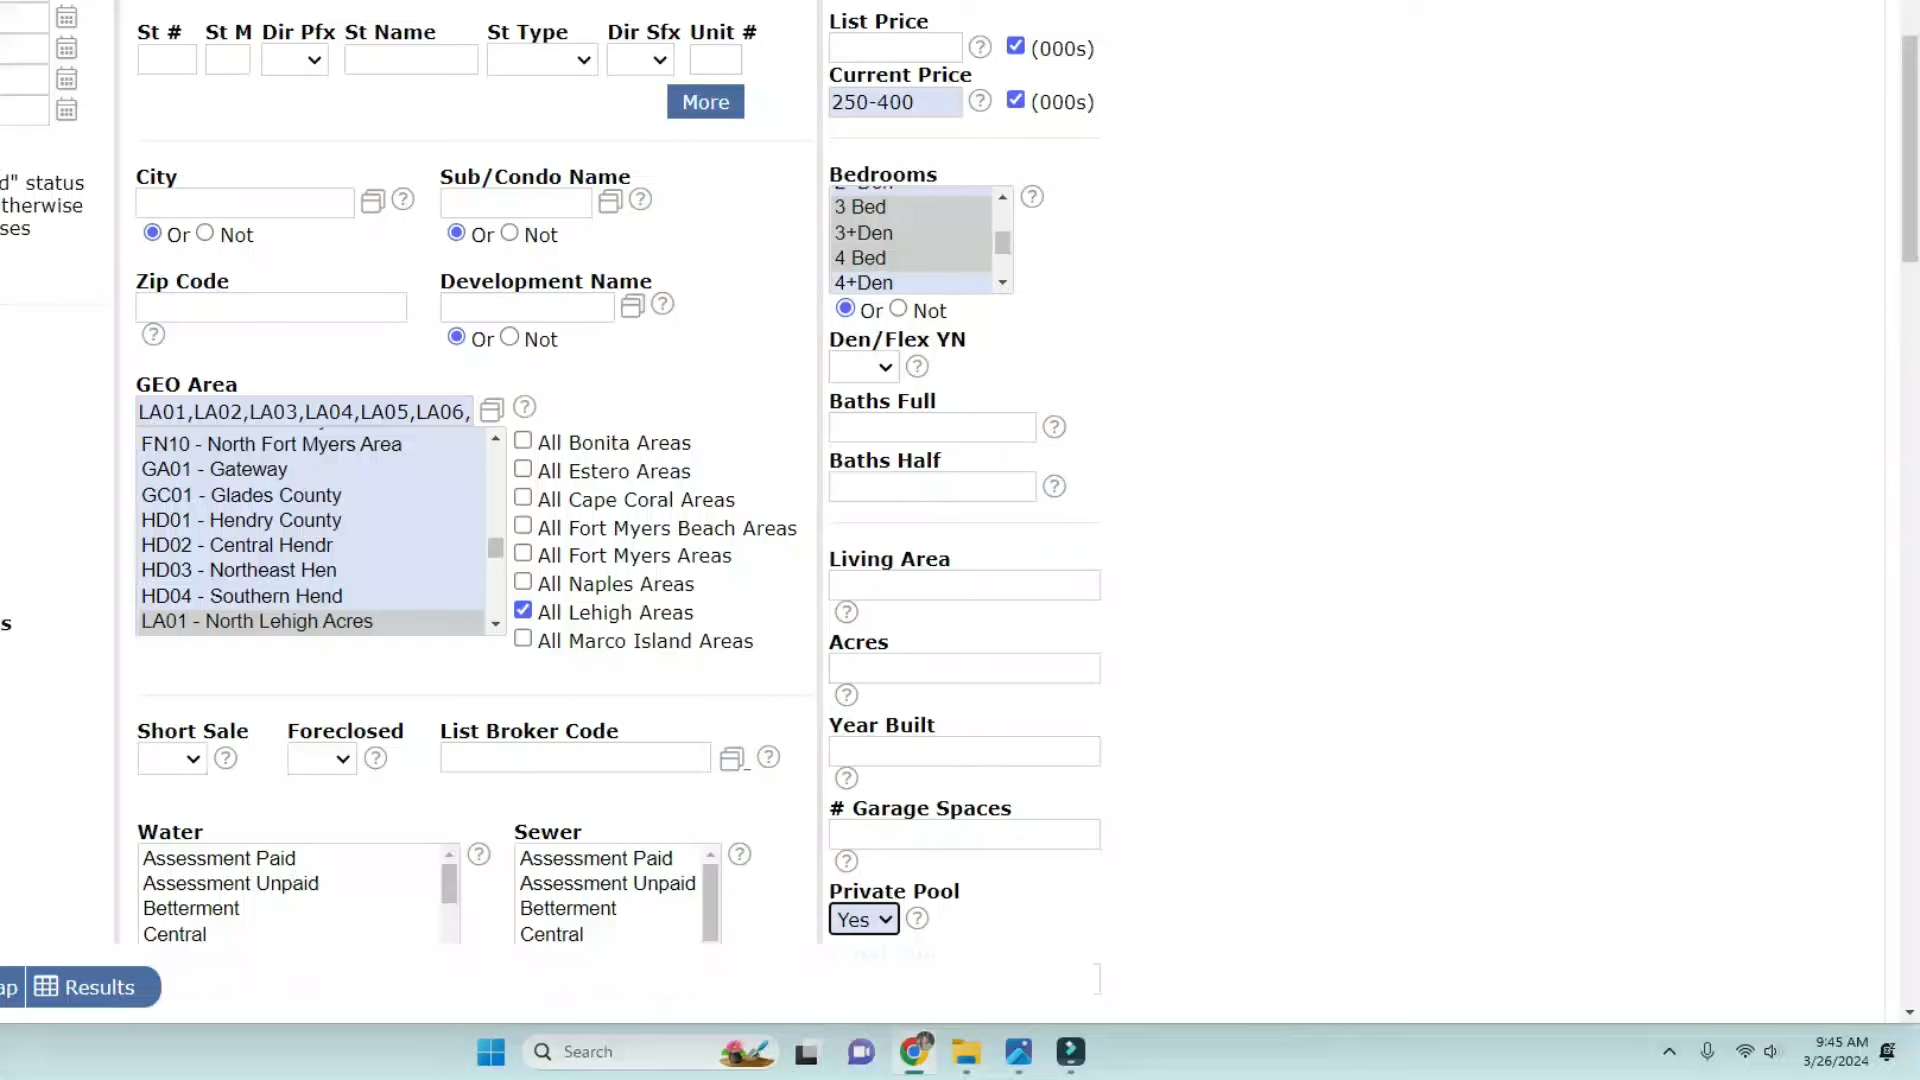 d" status
therwise
ses
s
St # St M Dir Pfx St Name St Type Dir Sfx Unit #
More
City Sub/Condo Name
Or Not Or Not
Zip Code Development Name
Or Not
GEO Area
LA01,LA02,LA03,LA04,LA05,LA06,
FN10 - North Fort Myers Area
GA01 - Gateway
GC01 - Glades County
HD01 - Hendry County
HD02 - Central Hendr
HD03 - Northeast Hen
HD04 - Southern Hend
LA01 - North Lehigh Acres
All Bonita Areas
All Estero Areas
All Cape Coral Areas
All Fort Myers Beach Areas
All Fort Myers Areas
All Naples Areas
All Lehigh Areas
All Marco Island Areas
Short Sale Foreclosed List Broker Code
Water
Assessment Paid
Assessment Unpaid
Betterment
Central
Sewer
Assessment Paid
Assessment Unpaid
Betterment
Central
List Price
(000s)
Current Price
250-400 (000s)
Bedrooms
3 Bed
3+Den
4 Bed
4+Den
Or Not
Den/Flex YN
Baths Full
Baths Half
Living Area
Acres
Year Built
# Garage Spaces
Private Pool
Yes
ap Results
Search
9:45 AM
3/26/2024